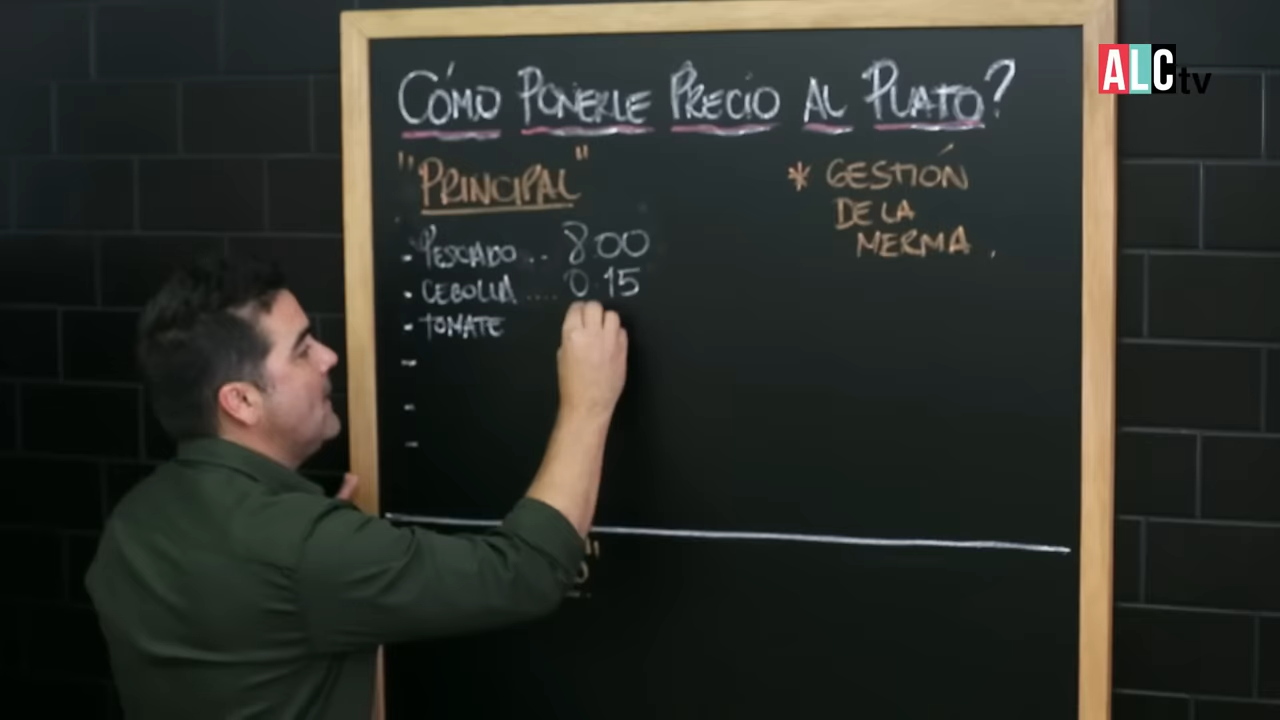 CÓMO PONERLE PRECIO AL PLATO?
"PRINCIPAL"
- PESCADO .. 8.00
- CEBOLLA .... 0.15
- TOMATE
-
-
-
* GESTIÓN
DE LA
MERMA.
ALCtv